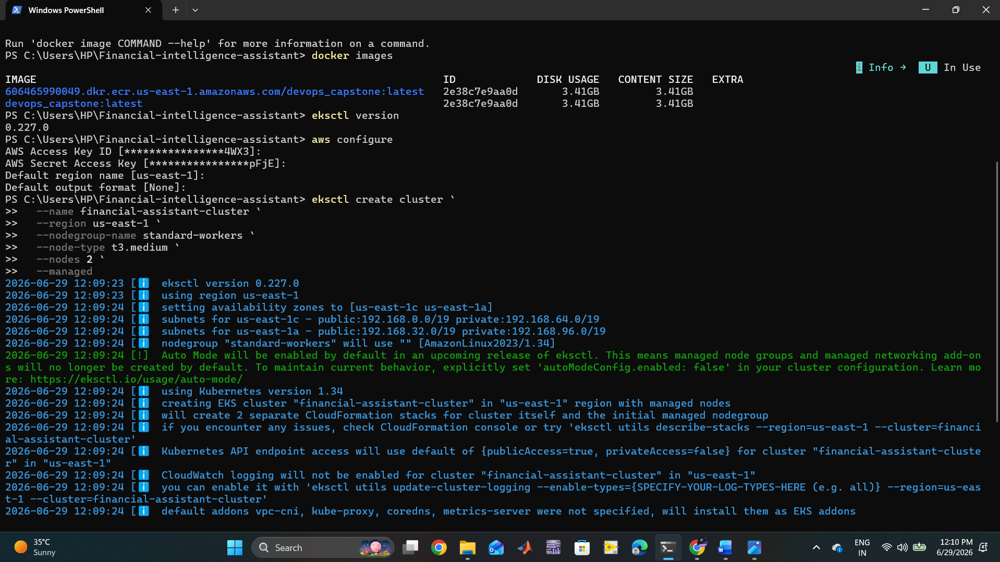 Windows PowerShell
Run 'docker image COMMAND --help' for more information on a command.
PS C:\Users\HP\Financial-intelligence-assistant> docker images
i Info → U In Use
IMAGE ID DISK USAGE CONTENT SIZE EXTRA
606465990049.dkr.ecr.us-east-1.amazonaws.com/devops_capstone:latest 2e38c7e9aa0d 3.41GB 3.41GB
devops_capstone:latest 2e38c7e9aa0d 3.41GB 3.41GB
PS C:\Users\HP\Financial-intelligence-assistant> eksctl version
0.227.0
PS C:\Users\HP\Financial-intelligence-assistant> aws configure
AWS Access Key ID [****************4WX3]:
AWS Secret Access Key [****************pFjE]:
Default region name [us-east-1]:
Default output format [None]:
PS C:\Users\HP\Financial-intelligence-assistant> eksctl create cluster `
>>   --name financial-assistant-cluster `
>>   --region us-east-1 `
>>   --nodegroup-name standard-workers `
>>   --node-type t3.medium `
>>   --nodes 2 `
>>   --managed
2026-06-29 12:09:23 [ℹ]  eksctl version 0.227.0
2026-06-29 12:09:23 [ℹ]  using region us-east-1
2026-06-29 12:09:24 [ℹ]  setting availability zones to [us-east-1c us-east-1a]
2026-06-29 12:09:24 [ℹ]  subnets for us-east-1c - public:192.168.0.0/19 private:192.168.64.0/19
2026-06-29 12:09:24 [ℹ]  subnets for us-east-1a - public:192.168.32.0/19 private:192.168.96.0/19
2026-06-29 12:09:24 [ℹ]  nodegroup "standard-workers" will use "" [AmazonLinux2023/1.34]
2026-06-29 12:09:24 [!]  Auto Mode will be enabled by default in an upcoming release of eksctl. This means managed node groups and managed networking add-on
s will no longer be created by default. To maintain current behavior, explicitly set 'autoModeConfig.enabled: false' in your cluster configuration. Learn mo
re: https://eksctl.io/usage/auto-mode/
2026-06-29 12:09:24 [ℹ]  using Kubernetes version 1.34
2026-06-29 12:09:24 [ℹ]  creating EKS cluster "financial-assistant-cluster" in "us-east-1" region with managed nodes
2026-06-29 12:09:24 [ℹ]  will create 2 separate CloudFormation stacks for cluster itself and the initial managed nodegroup
2026-06-29 12:09:24 [ℹ]  if you encounter any issues, check CloudFormation console or try 'eksctl utils describe-stacks --region=us-east-1 --cluster=financi
al-assistant-cluster'
2026-06-29 12:09:24 [ℹ]  Kubernetes API endpoint access will use default of {publicAccess=true, privateAccess=false} for cluster "financial-assistant-cluste
r" in "us-east-1"
2026-06-29 12:09:24 [ℹ]  CloudWatch logging will not be enabled for cluster "financial-assistant-cluster" in "us-east-1"
2026-06-29 12:09:24 [ℹ]  you can enable it with 'eksctl utils update-cluster-logging --enable-types={SPECIFY-YOUR-LOG-TYPES-HERE (e.g. all)} --region=us-eas
t-1 --cluster=financial-assistant-cluster'
2026-06-29 12:09:24 [ℹ]  default addons vpc-cni, kube-proxy, coredns, metrics-server were not specified, will install them as EKS addons
35°C
Sunny
Search
ENG
IN
12:10 PM
6/29/2026